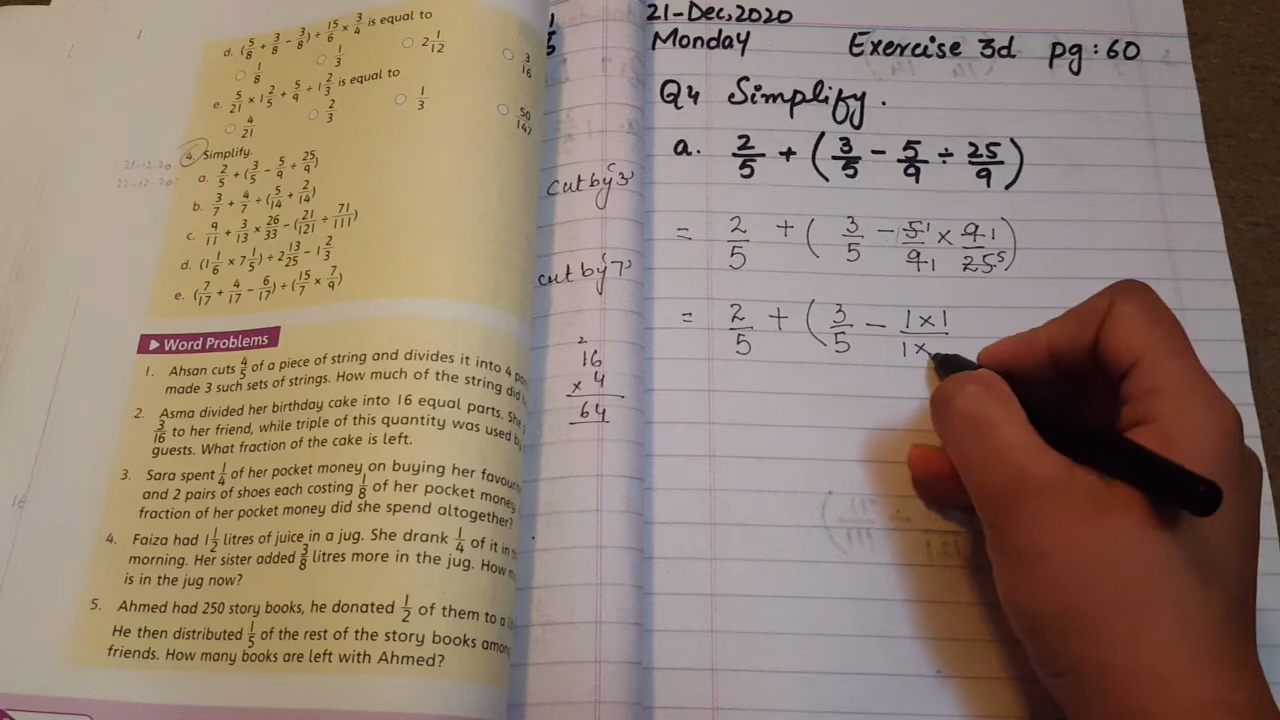 d. (5/8 + 3/8 − 3/8) ÷ 15/6 × 3/4 is equal to
1/8 1/3 2 1/12 3/16
e. 5/21 × 1 2/5 + 5/9 ÷ 1 2/3 is equal to
4/21 2/3 1/3 50/147
4. Simplify.
a. 2/5 + (3/5 − 5/9 ÷ 25/9)
b. 3/7 + 4/7 ÷ (5/14 + 2/14)
c. 9/11 + 3/13 × 26/33 − (21/121 ÷ 71/111)
d. (1 1/6 × 7 1/5) ÷ 2 13/25 − 1 2/3
e. (7/17 + 4/17 − 6/17) ÷ (15/7 × 7/9)
Word Problems
1. Ahsan cuts 4/5 of a piece of string and divides it into 4
made 3 such sets of strings. How much of the string did
2. Asma divided her birthday cake into 16 equal parts. She
3/16 to her friend, while triple of this quantity was used
guests. What fraction of the cake is left.
3. Sara spent 1/4 of her pocket money on buying her
and 2 pairs of shoes each costing 1/8 of her pocket money
fraction of her pocket money did she spend altogether?
4. Faiza had 1 1/2 litres of juice in a jug. She drank 1/4 of it in
morning. Her sister added 3/8 litres more in the jug. How
is in the jug now?
5. Ahmed had 250 story books, he donated 1/2 of them to a
He then distributed 1/5 of the rest of the story books
friends. How many books are left with Ahmed?
cut by 3
cut by 7
2
16
× 4
64
21-Dec,2020
Monday Exercise 3d pg:60
Q4 Simplify.
a. 2/5 + (3/5 − 5/9 ÷ 25/9)
= 2/5 + (3/5 − 5 1/9 1 × 9 1/25 5)
= 2/5 + (3/5 − 1×1/1×